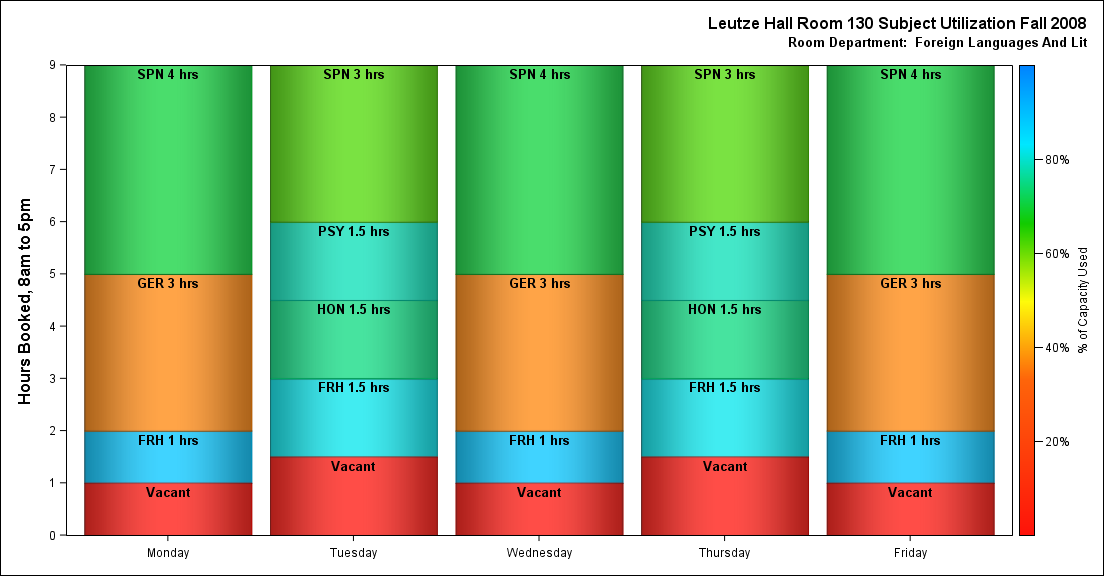 Leutze Hall Room 130 Subject Utilization Fall 2008
Room Department:  Foreign Languages And Lit
Hours Booked, 8am to 5pm
9
8
7
6
5
4
3
2
1
0
SPN 4 hrs
GER 3 hrs
FRH 1 hrs
Vacant
SPN 3 hrs
PSY 1.5 hrs
HON 1.5 hrs
FRH 1.5 hrs
Vacant
SPN 4 hrs
GER 3 hrs
FRH 1 hrs
Vacant
SPN 3 hrs
PSY 1.5 hrs
HON 1.5 hrs
FRH 1.5 hrs
Vacant
SPN 4 hrs
GER 3 hrs
FRH 1 hrs
Vacant
Monday
Tuesday
Wednesday
Thursday
Friday
80%
60%
40%
20%
% of Capacity Used